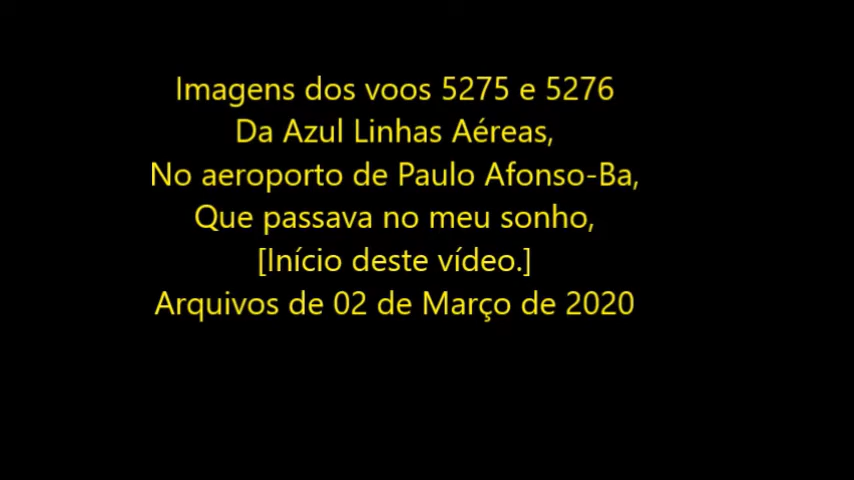 Imagens dos voos 5275 e 5276
Da Azul Linhas Aéreas,
No aeroporto de Paulo Afonso-Ba,
Que passava no meu sonho,
[Início deste vídeo.]
Arquivos de 02 de Março de 2020